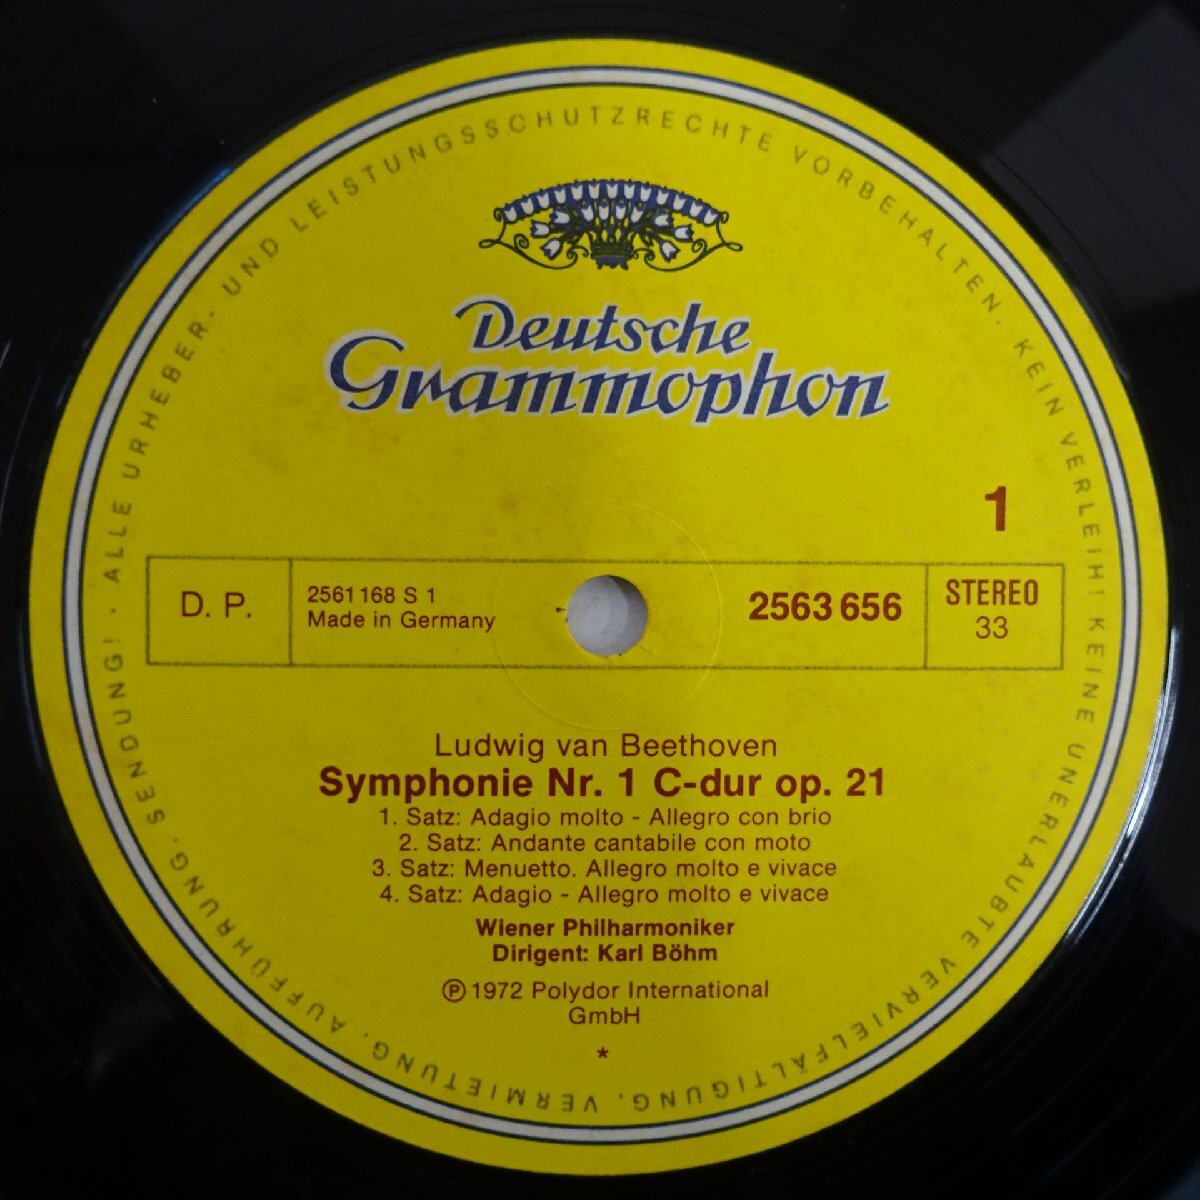 ALLE URHEBER- UND LEISTUNGSSCHUTZRECHTE VORBEHALTEN. KEIN VERLEIH! KEINE UNERLAUBTE VERVIELFÄLTIGUNG, VERMIETUNG, AUFFÜHRUNG, SENDUNG! ·
Deutsche
Grammophon
1
D. P.
2561 168 S 1
Made in Germany
2563 656
STEREO
33
Ludwig van Beethoven
Symphonie Nr. 1 C-dur op. 21
1. Satz: Adagio molto - Allegro con brio
2. Satz: Andante cantabile con moto
3. Satz: Menuetto. Allegro molto e vivace
4. Satz: Adagio - Allegro molto e vivace
Wiener Philharmoniker
Dirigent: Karl Böhm
Ⓟ 1972 Polydor International
GmbH
*